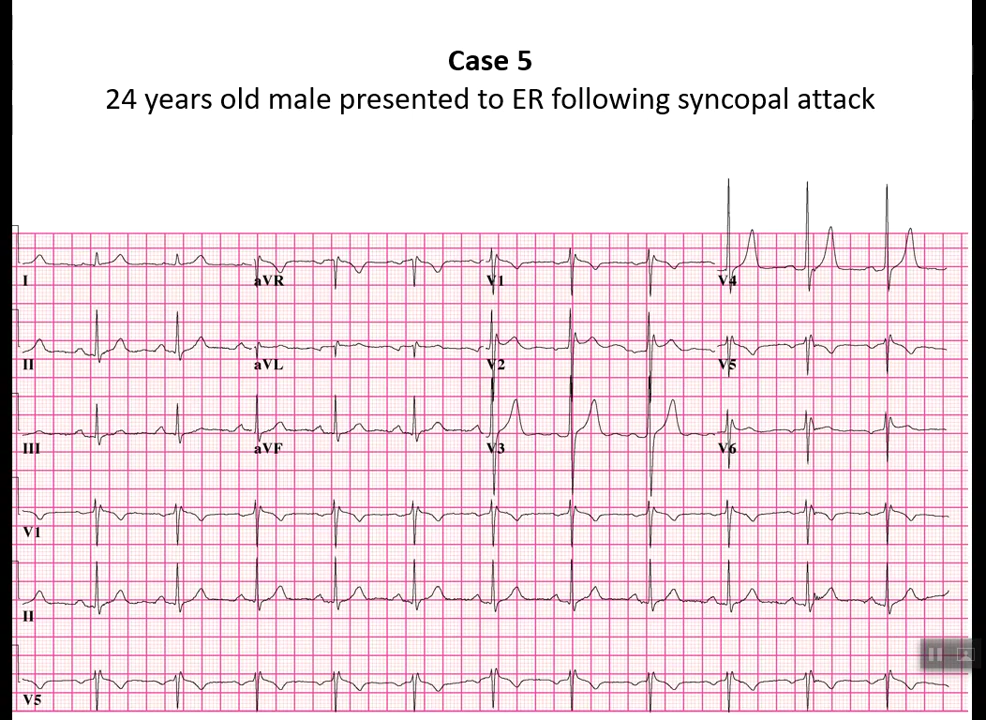 Case 5
24 years old male presented to ER following syncopal attack
I aVR V1 V4
II aVL V2 V5
III aVF V3 V6
V1
II
V5